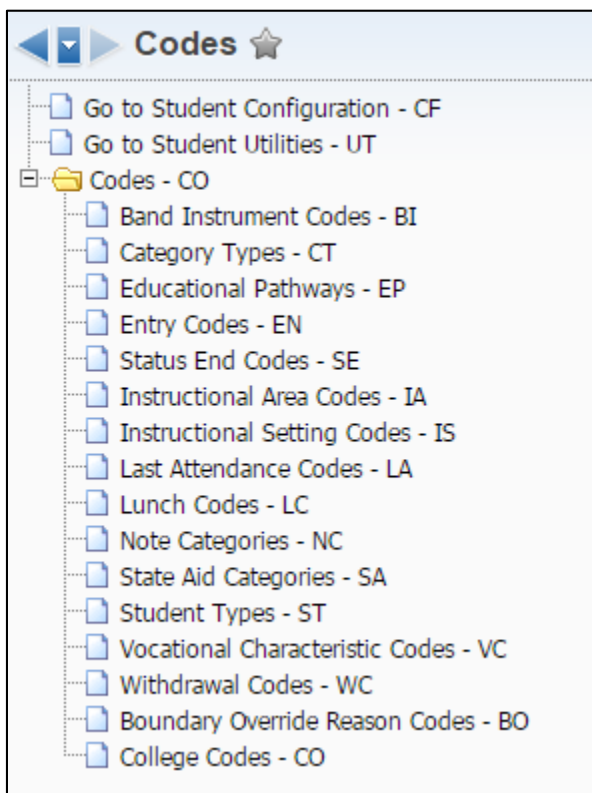 Codes
Go to Student Configuration - CF
Go to Student Utilities - UT
Codes - CO
Band Instrument Codes - BI
Category Types - CT
Educational Pathways - EP
Entry Codes - EN
Status End Codes - SE
Instructional Area Codes - IA
Instructional Setting Codes - IS
Last Attendance Codes - LA
Lunch Codes - LC
Note Categories - NC
State Aid Categories - SA
Student Types - ST
Vocational Characteristic Codes - VC
Withdrawal Codes - WC
Boundary Override Reason Codes - BO
College Codes - CO